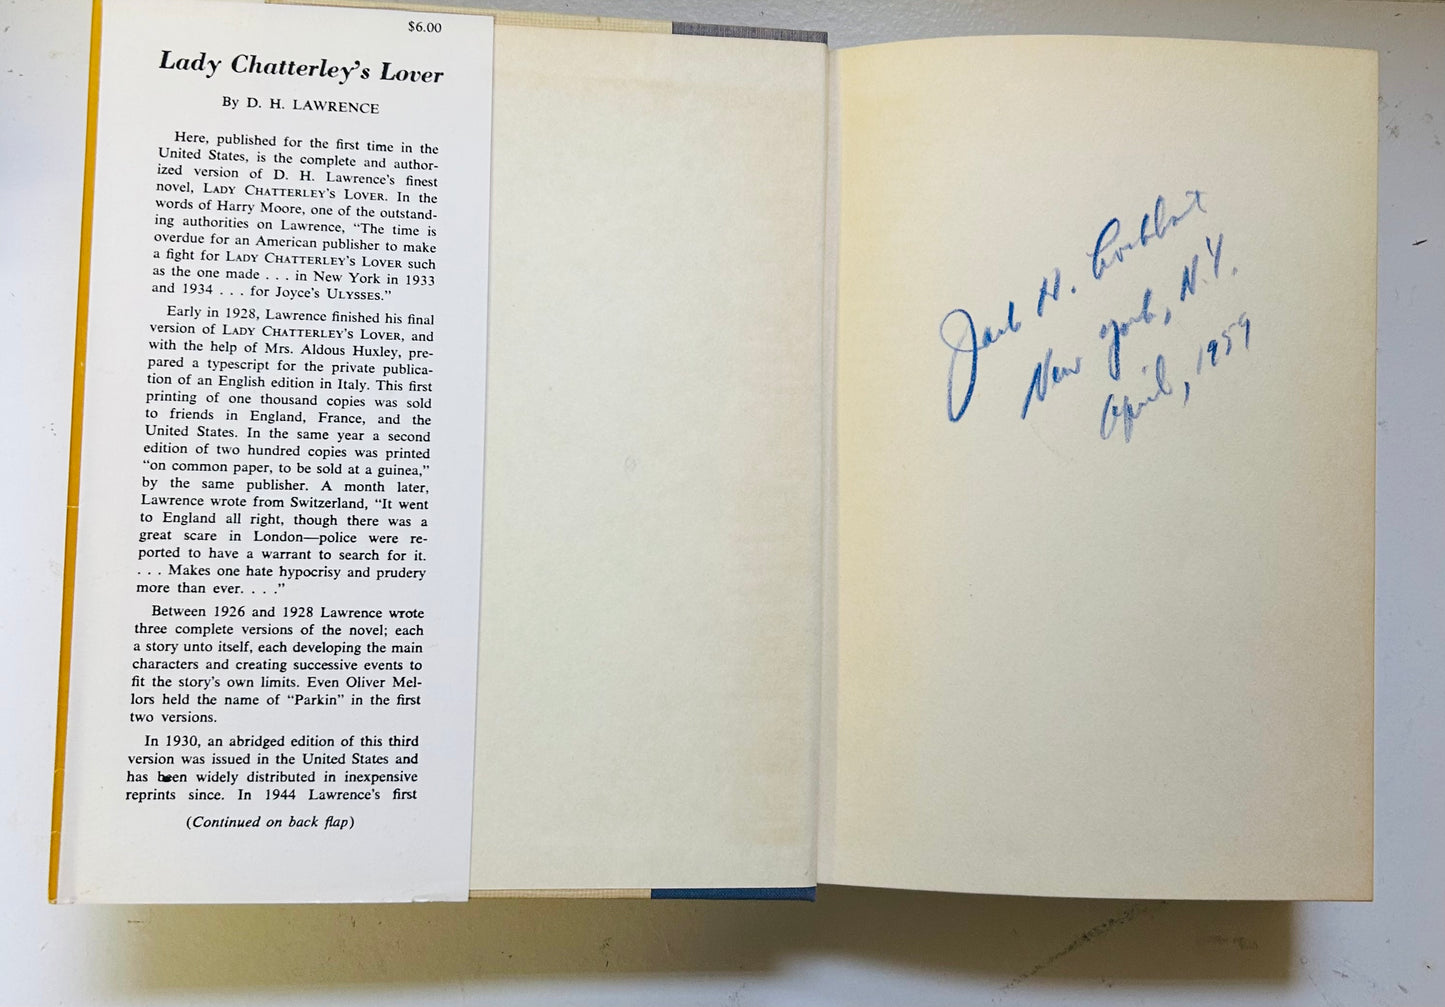 $6.00
Lady Chatterley's Lover
By D. H. LAWRENCE
Here, published for the first time in the
United States, is the complete and author-
ized version of D. H. Lawrence's finest
novel, LADY CHATTERLEY'S LOVER. In the
words of Harry Moore, one of the outstand-
ing authorities on Lawrence, "The time is
overdue for an American publisher to make
a fight for LADY CHATTERLEY'S LOVER such
as the one made . . . in New York in 1933
and 1934 . . . for Joyce's ULYSSES."
Early in 1928, Lawrence finished his final
version of LADY CHATTERLEY'S LOVER, and
with the help of Mrs. Aldous Huxley, pre-
pared a typescript for the private publica-
tion of an English edition in Italy. This first
printing of one thousand copies was sold
to friends in England, France, and the
United States. In the same year a second
edition of two hundred copies was printed
"on common paper, to be sold at a guinea,"
by the same publisher. A month later,
Lawrence wrote from Switzerland, "It went
to England all right, though there was a
great scare in London—police were re-
ported to have a warrant to search for it.
. . . Makes one hate hypocrisy and prudery
more than ever. . . ."
Between 1926 and 1928 Lawrence wrote
three complete versions of the novel; each
a story unto itself, each developing the main
characters and creating successive events to
fit the story's own limits. Even Oliver Mel-
lors held the name of "Parkin" in the first
two versions.
In 1930, an abridged edition of this third
version was issued in the United States and
has been widely distributed in inexpensive
reprints since. In 1944 Lawrence's first
(Continued on back flap)
Jack H.
New York, N.Y.
April, 1959